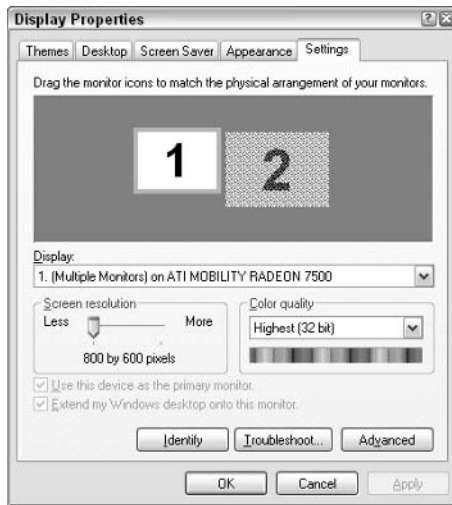 Display Properties
Themes Desktop Screen Saver Appearance Settings
Drag the monitor icons to match the physical arrangement of your monitors.
1 2
Display:
1. (Multiple Monitors) on ATI MOBILITY RADEON 7500
Screen resolution Color quality
Less More Highest (32 bit)
800 by 600 pixels
Use this device as the primary monitor.
Extend my Windows desktop onto this monitor.
Identify Troubleshoot... Advanced
OK Cancel Apply